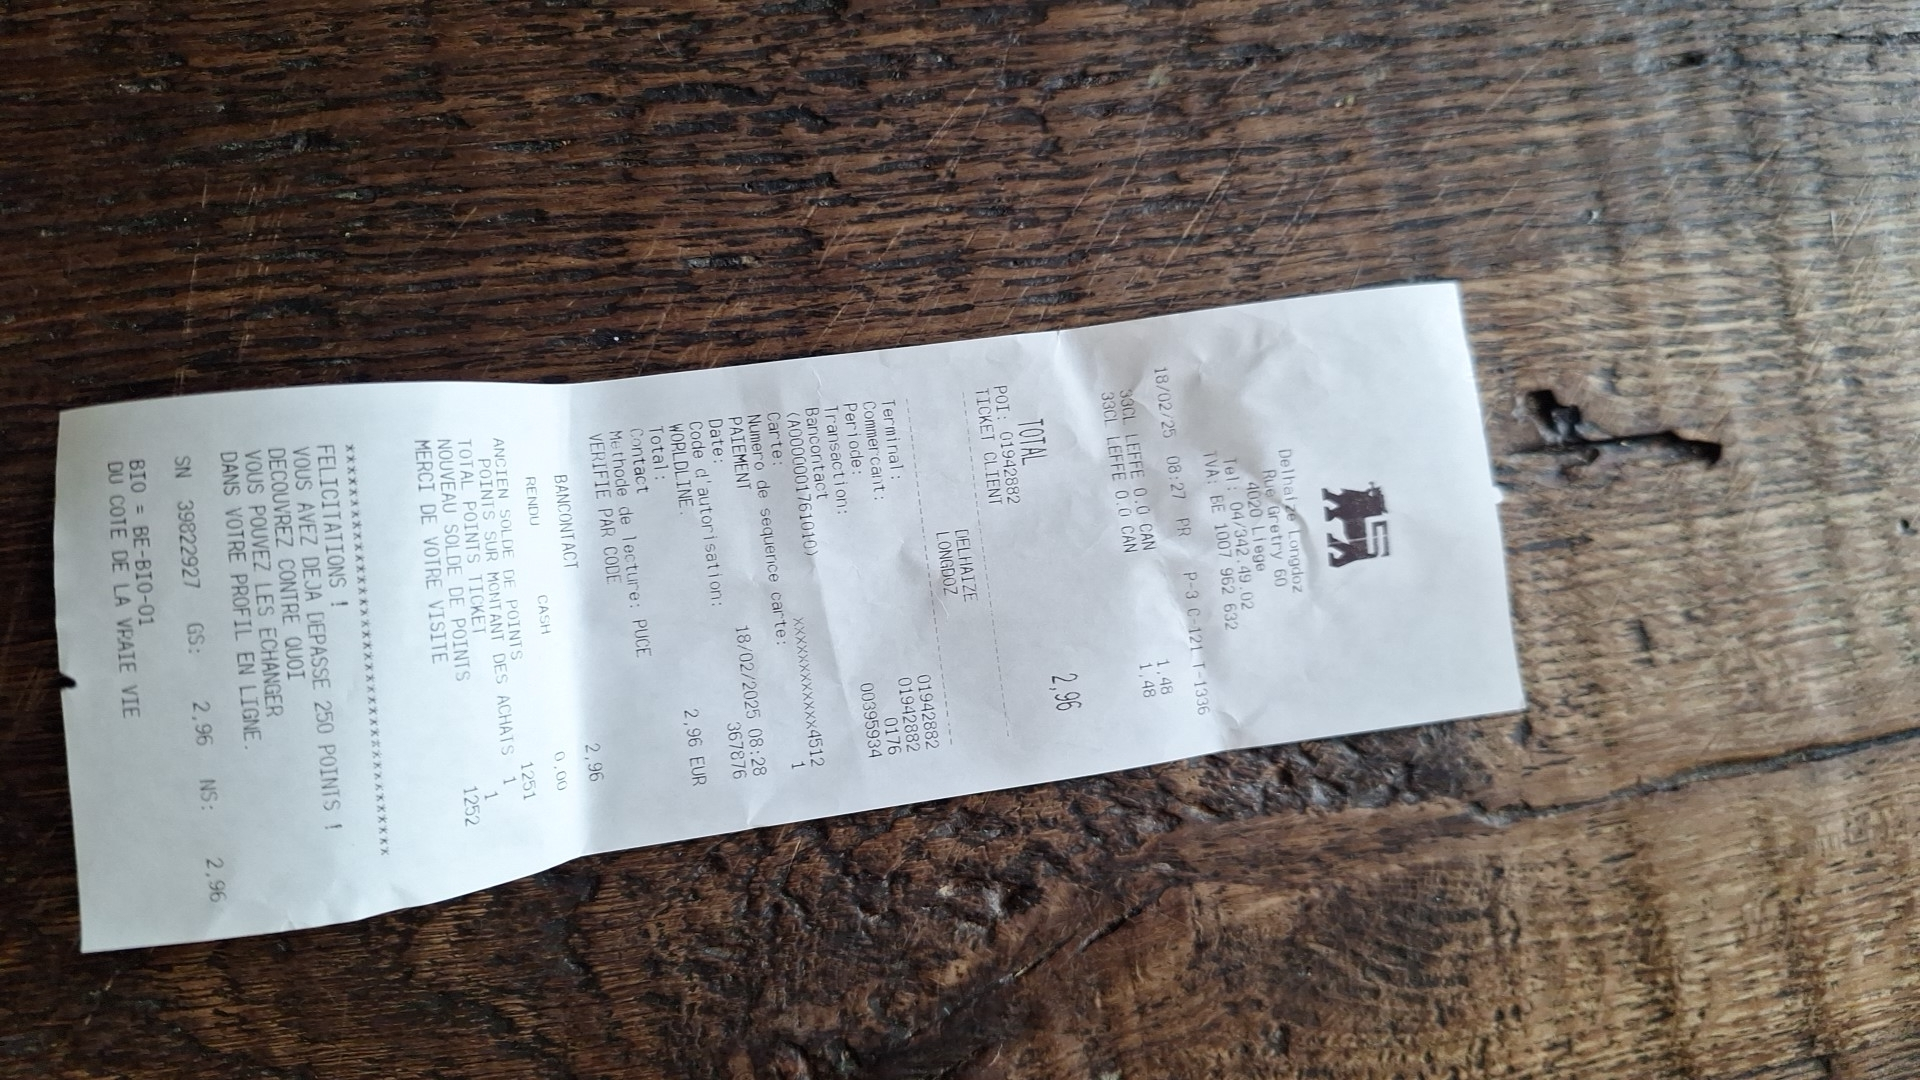 Delhaize Longdoz
Rue Gretry 60
4020 Liege
Tel: 04/342.49.02
TVA: BE 1007 962 632
18/02/25 08:27 PR P-3 C-121 T-1336
33CL LEFFE 0.0 CAN 1,48
33CL LEFFE 0.0 CAN 1,48
TOTAL 2,96
POI: 01942882
TICKET CLIENT
DELHAIZE
LONGDOZ
Terminal: 01942882
Commercant: 01942882
Periode: 0176
Transaction: 00395934
Bancontact
(A0000001761010)
Carte: xxxxxxxxxxxxx4512
Numero de sequence carte: 1
PAIEMENT
Date: 18/02/2025 08:28
Code d'autorisation: 367876
WORLDLINE.
Total: 2,96 EUR
Contact
Methode de lecture: PUCE
VERIFIE PAR CODE
BANCONTACT 2,96
RENDU CASH 0,00
ANCIEN SOLDE DE POINTS 1251
POINTS SUR MONTANT DES ACHATS 1
TOTAL POINTS TICKET 1
NOUVEAU SOLDE DE POINTS 1252
MERCI DE VOTRE VISITE
****************************************
FELICITATIONS !
VOUS AVEZ DEJA DEPASSE 250 POINTS !
DECOUVREZ CONTRE QUOI
VOUS POUVEZ LES ECHANGER
DANS VOTRE PROFIL EN LIGNE.
SN 39822927 GS: 2,96 NS: 2,96
BIO = BE-BIO-01
DU COTE DE LA VRAIE VIE